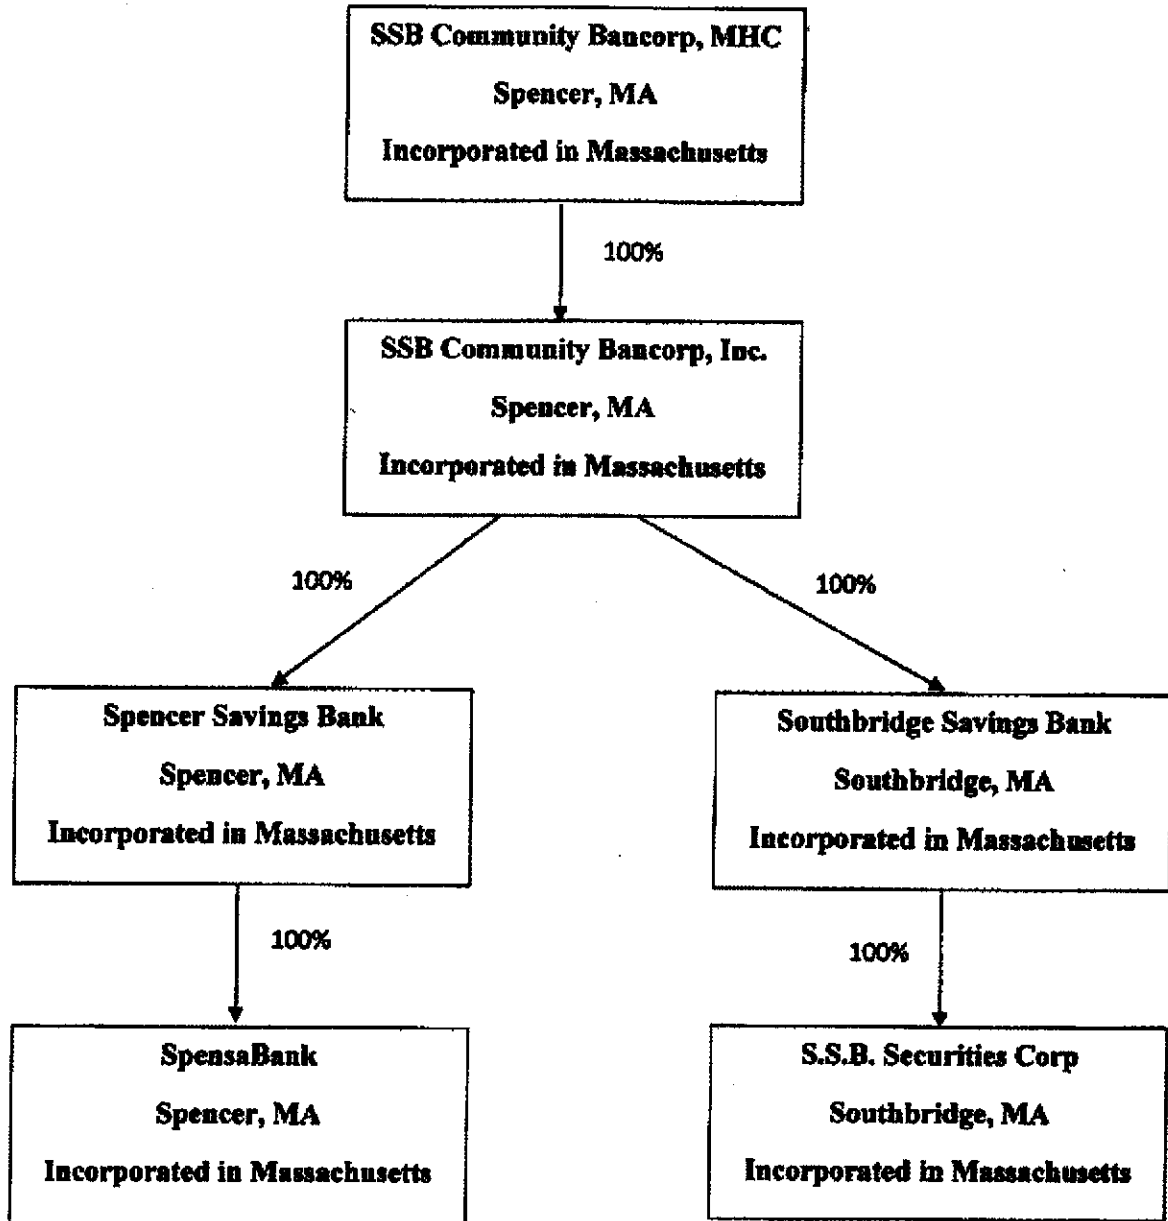 SSB Community Bancorp, MHC
Spencer, MA
Incorporated in Massachusetts
100%
SSB Community Bancorp, Inc.
Spencer, MA
Incorporated in Massachusetts
100%
100%
Spencer Savings Bank
Spencer, MA
Incorporated in Massachusetts
Southbridge Savings Bank
Southbridge, MA
Incorporated in Massachusetts
100%
100%
SpensaBank
Spencer, MA
Incorporated in Massachusetts
S.S.B. Securities Corp
Southbridge, MA
Incorporated in Massachusetts